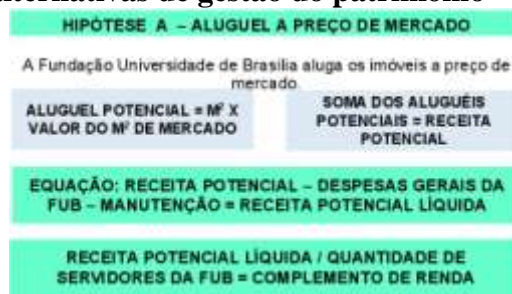 HIPÓTESE A – ALUGUEL A PREÇO DE MERCADO
A Fundação Universidade de Brasília aluga os imóveis a preço de
mercado
ALUGUEL POTENCIAL = M² X
VALOR DO M² DE MERCADO
SOMA DOS ALUGUÉIS
POTENCIAIS = RECEITA
POTENCIAL
EQUAÇÃO: RECEITA POTENCIAL – DESPESAS GERAIS DA
FUB – MANUTENÇÃO = RECEITA POTENCIAL LÍQUIDA
RECEITA POTENCIAL LÍQUIDA / QUANTIDADE DE
SERVIDORES DA FUB = COMPLEMENTO DE RENDA